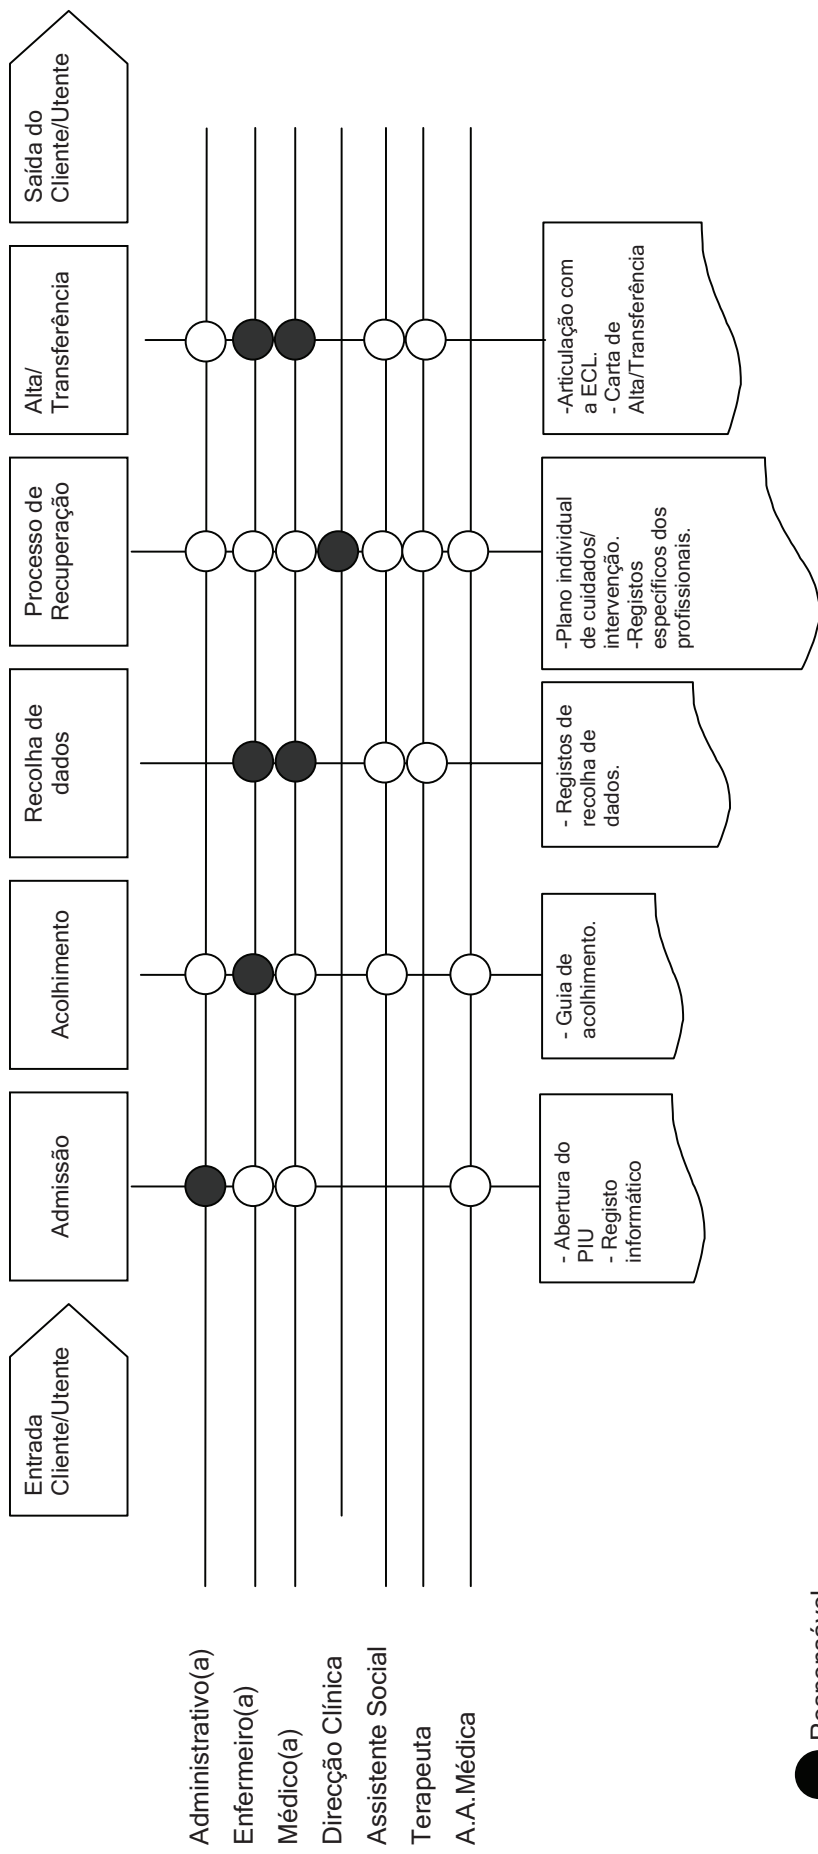 Entrada
Cliente/Utente
Admissão
Acolhimento
Recolha de
dados
Processo de
Recuperação
Alta/
Transferência
Saída do
Cliente/Utente
Administrativo(a)
Enfermeiro(a)
Médico(a)
Direcção Clínica
Assistente Social
Terapeuta
A.A.Médica
- Abertura do
PIU
- Registo
informático
- Guia de
acolhimento.
- Registos de
recolha de
dados.
-Plano individual
de cuidados/
intervenção.
-Registos
específicos dos
profissionais.
-Articulação com
a ECL.
- Carta de
Alta/Transferência
Responsável